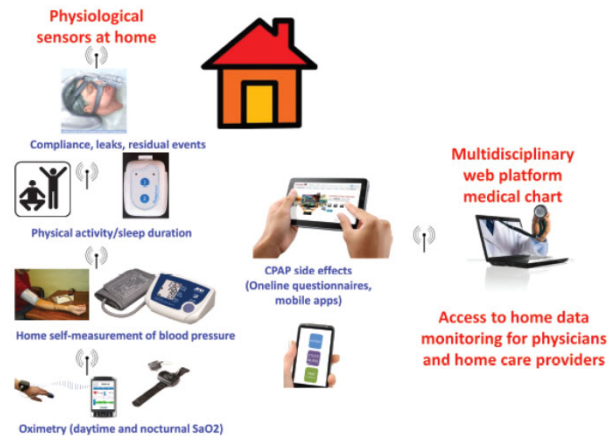 Physiological
sensors at home
Compliance, leaks, residual events
Physical activity/sleep duration
Home self-measurement of blood pressure
Oximetry (daytime and nocturnal SaO2)
CPAP side effects
(Oneline questionnaires,
mobile apps)
Multidisciplinary
web platform
medical chart
Access to home data
monitoring for physicians
and home care providers